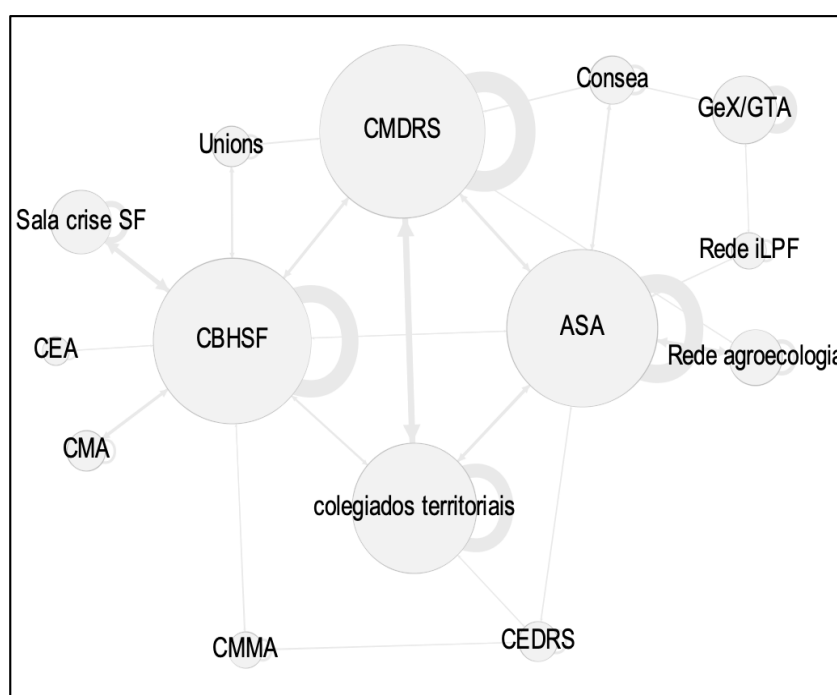 Consea
GeX/GTA
CMDRS
Unions
Sala crise SF
Rede iLPF
CBHSF
ASA
CEA
Rede agroecologia
CMA
colegiados territoriais
CMMA
CEDRS